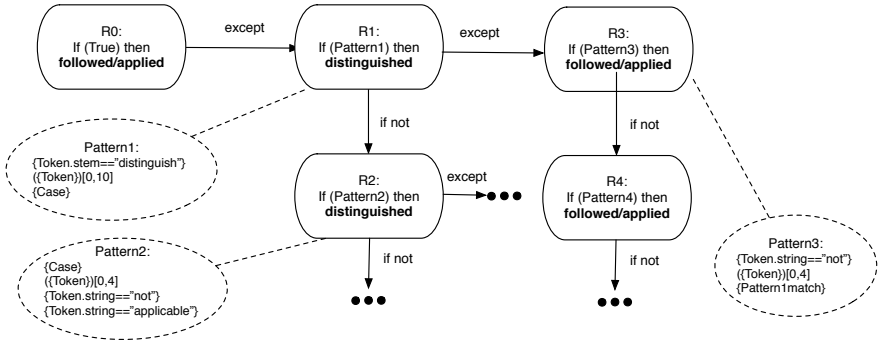 R0:
If (True) then
followed/applied
except
R1:
If (Pattern1) then
distinguished
except
R3:
If (Pattern3) then
followed/applied
Pattern1:
{Token.stem==”distinguish”}
({Token})[0,10]
{Case}
if not
if not
R2:
If (Pattern2) then
distinguished
except
R4:
If (Pattern4) then
followed/applied
Pattern2:
{Case}
({Token})[0,4]
{Token.string==”not”}
{Token.string==”applicable”}
if not
if not
Pattern3:
{Token.string==”not”}
({Token})[0,4]
{Pattern1match}